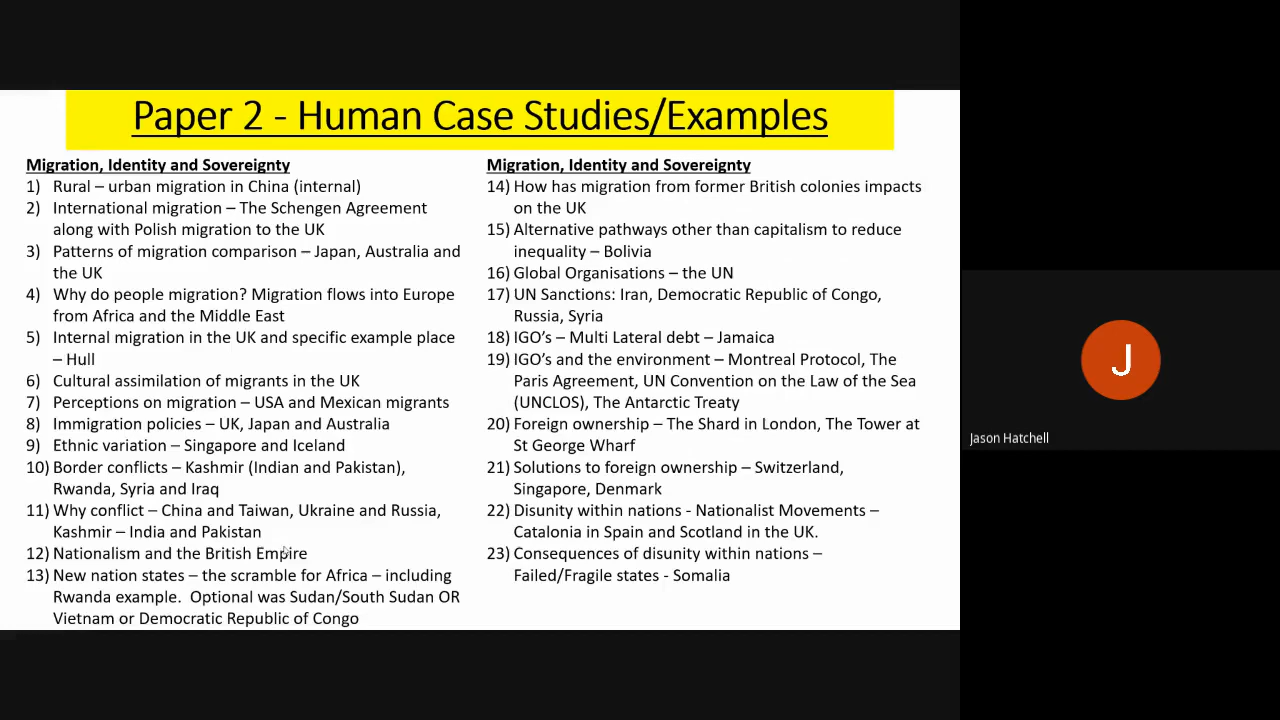 Paper 2 - Human Case Studies/Examples
Migration, Identity and Sovereignty
1) Rural – urban migration in China (internal)
2) International migration – The Schengen Agreement
along with Polish migration to the UK
3) Patterns of migration comparison – Japan, Australia and
the UK
4) Why do people migration? Migration flows into Europe
from Africa and the Middle East
5) Internal migration in the UK and specific example place
– Hull
6) Cultural assimilation of migrants in the UK
7) Perceptions on migration – USA and Mexican migrants
8) Immigration policies – UK, Japan and Australia
9) Ethnic variation – Singapore and Iceland
10) Border conflicts – Kashmir (Indian and Pakistan),
Rwanda, Syria and Iraq
11) Why conflict – China and Taiwan, Ukraine and Russia,
Kashmir – India and Pakistan
12) Nationalism and the British Empire
13) New nation states – the scramble for Africa – including
Rwanda example.  Optional was Sudan/South Sudan OR
Vietnam or Democratic Republic of Congo
Migration, Identity and Sovereignty
14) How has migration from former British colonies impacts
on the UK
15) Alternative pathways other than capitalism to reduce
inequality – Bolivia
16) Global Organisations – the UN
17) UN Sanctions: Iran, Democratic Republic of Congo,
Russia, Syria
18) IGO's – Multi Lateral debt – Jamaica
19) IGO's and the environment – Montreal Protocol, The
Paris Agreement, UN Convention on the Law of the Sea
(UNCLOS), The Antarctic Treaty
20) Foreign ownership – The Shard in London, The Tower at
St George Wharf
21) Solutions to foreign ownership – Switzerland,
Singapore, Denmark
22) Disunity within nations - Nationalist Movements –
Catalonia in Spain and Scotland in the UK.
23) Consequences of disunity within nations –
Failed/Fragile states - Somalia
J
Jason Hatchell